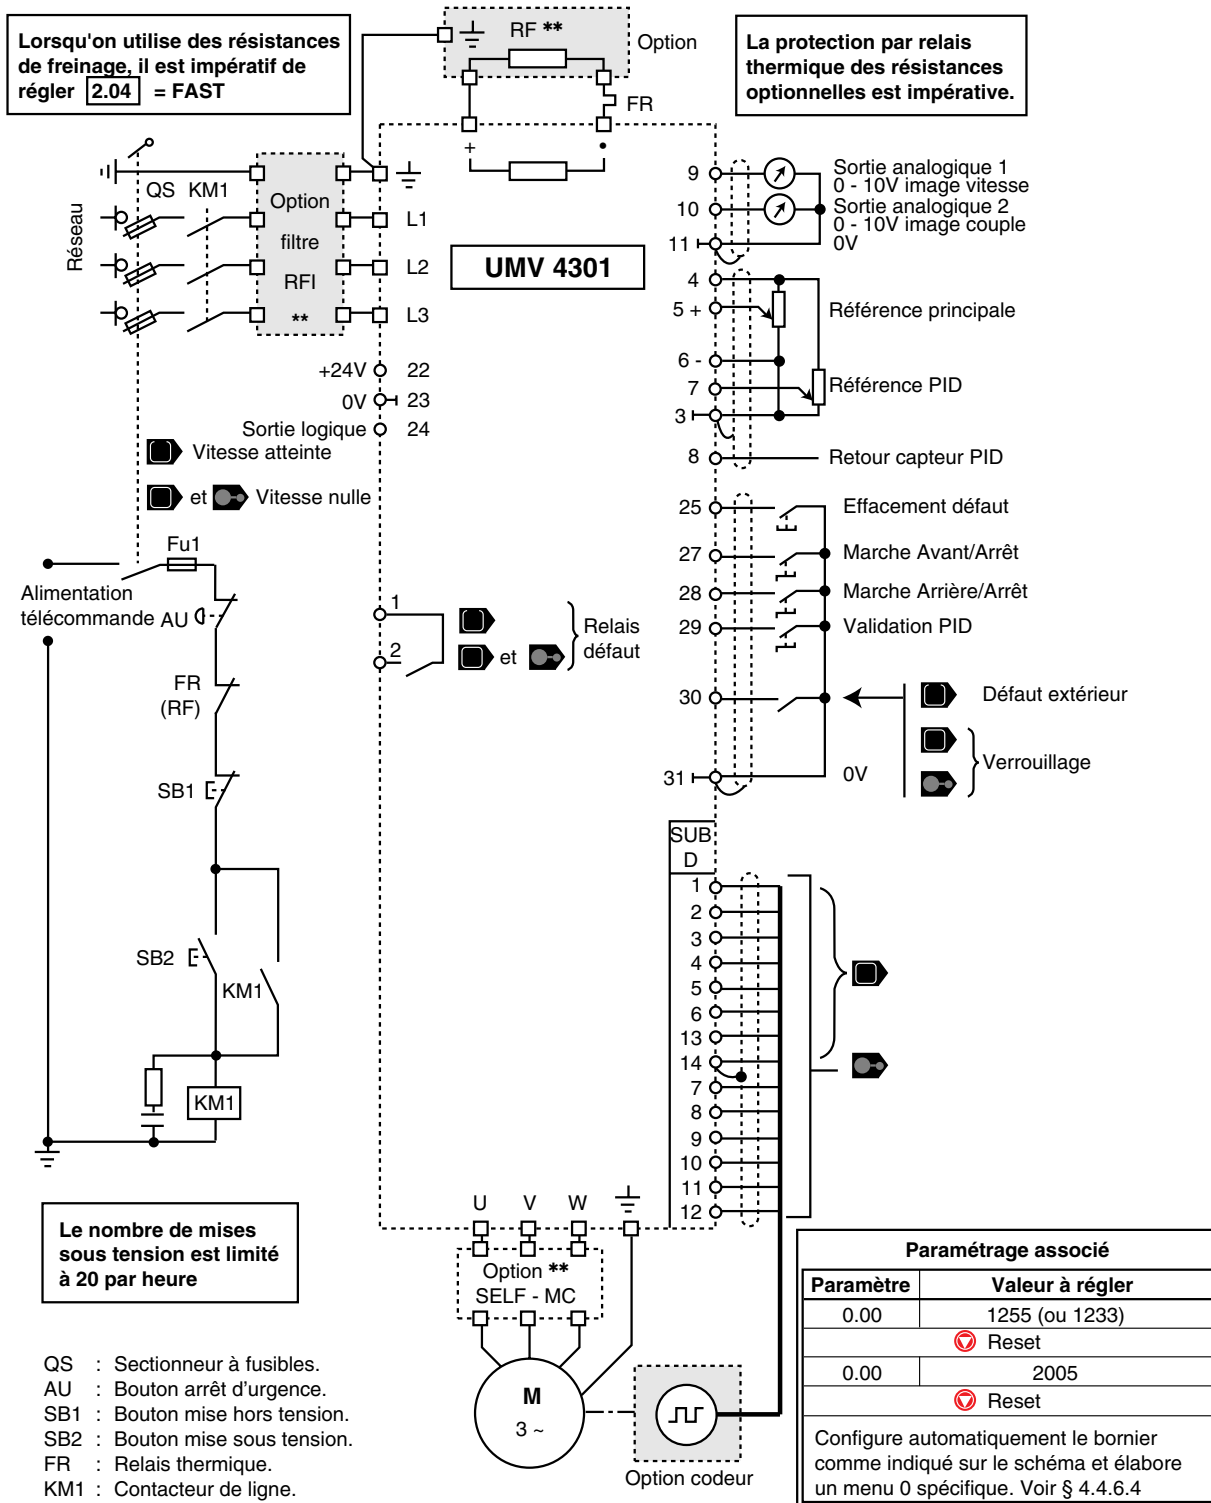 Lorsqu'on utilise des résistances
de freinage, il est impératif de
régler 2.04 = FAST
RF **
Option
FR
La protection par relais
thermique des résistances
optionnelles est impérative.
+
•
QS KM1
Réseau
Option
filtre
RFI
**
L1
L2
L3
UMV 4301
9
Sortie analogique 1
0 - 10V image vitesse
10
Sortie analogique 2
0 - 10V image couple
11
0V
4
5 +
Référence principale
6 -
7
Référence PID
3
8
Retour capteur PID
+24V 22
0V 23
Sortie logique 24
Vitesse atteinte
et Vitesse nulle
25
Effacement défaut
27
Marche Avant/Arrêt
28
Marche Arrière/Arrêt
29
Validation PID
30
Défaut extérieur
Verrouillage
31
0V
Fu1
Alimentation
télécommande
AU
FR
(RF)
SB1
SB2
KM1
KM1
1
2
et
Relais
défaut
SUB
D
1
2
3
4
5
6
13
14
7
8
9
10
11
12
U V W
Option **
SELF - MC
M
3 ~
Option codeur
Le nombre de mises
sous tension est limité
à 20 par heure
QS : Sectionneur à fusibles.
AU : Bouton arrêt d'urgence.
SB1 : Bouton mise hors tension.
SB2 : Bouton mise sous tension.
FR : Relais thermique.
KM1 : Contacteur de ligne.
Paramétrage associé
Paramètre Valeur à régler
0.00 1255 (ou 1233)
Reset
0.00 2005
Reset
Configure automatiquement le bornier
comme indiqué sur le schéma et élabore
un menu 0 spécifique. Voir § 4.4.6.4